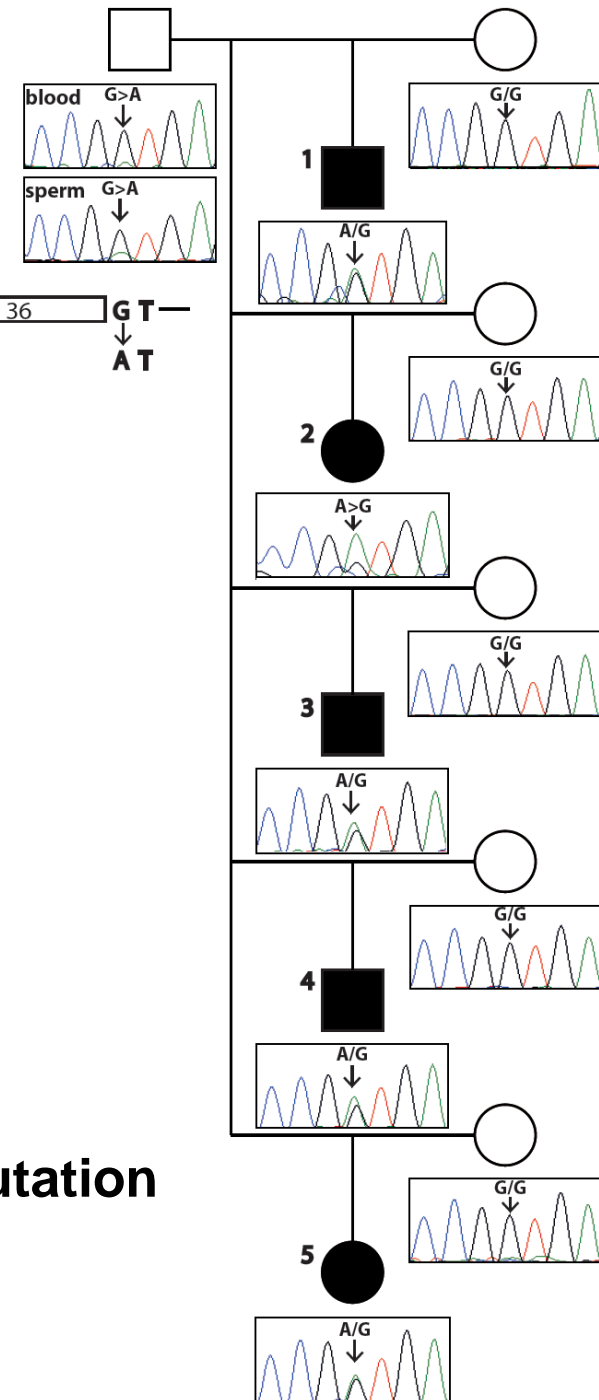 blood G>A
G/G
sperm G>A
1
A/G
36 G T
A T
G/G
2
A>G
G/G
3
A/G
G/G
4
A/G
utation
G/G
5
A/G